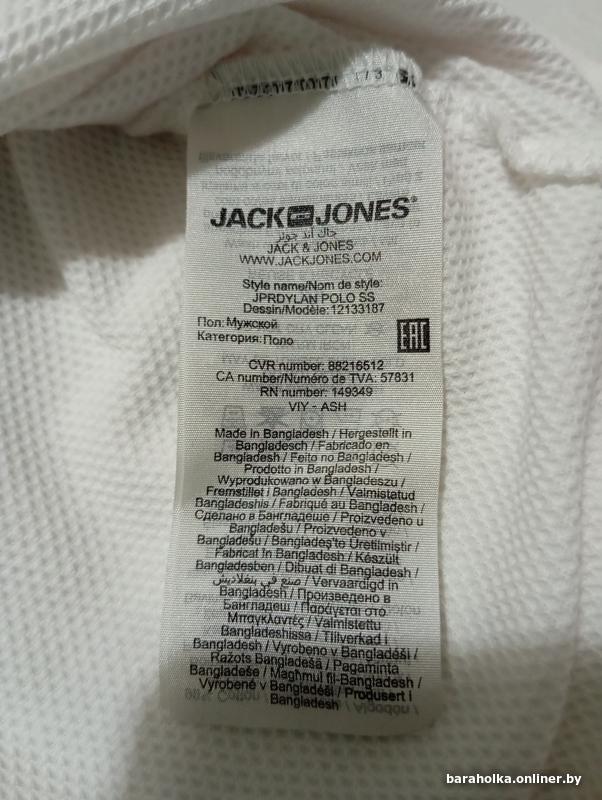 JACK & JONES®
جاك آند جونز
JACK & JONES
WWW.JACKJONES.COM
Style name/Nom de style:
JPRDYLAN POLO SS
Dessin/Modèle: 12133187
Пол: Мужской
Категория: Поло
EAC
CVR number: 88216512
CA number/Numéro de TVA: 57831
RN number: 149349
VIY - ASH
Made in Bangladesh / Hergestellt in
Bangladesch / Fabricado en
Bangladesh / Feito no Bangladesh /
Prodotto in Bangladesh /
Wyprodukowano w Bangladeszu /
Fremstillet i Bangladesh / Valmistatud
Bangladeshis / Fabriqué au Bangladesh /
Сделано в Бангладеше / Proizvedeno u
Bangladešu / Proizvedeno v
Bangladešu / Bangladeş'te Üretilmiştir /
Fabricat în Bangladesh / Készült
Bangladesben / Dibuat di Bangladesh /
صنع في بنغلاديش / Vervaardigd in
Bangladesh / Произведено в
Бангладеш / Παράγεται στο
Μπαγκλαντές / Valmistettu
Bangladeshissa / Tillverkad i
Bangladesh / Vyrobeno v Bangladéši /
Ražots Bangladešā / Pagaminta
Bangladeše / Magħmul fil-Bangladesh /
Vyrobené v Bangladéši / Produsert i
Bangladesh
baraholka.onliner.by